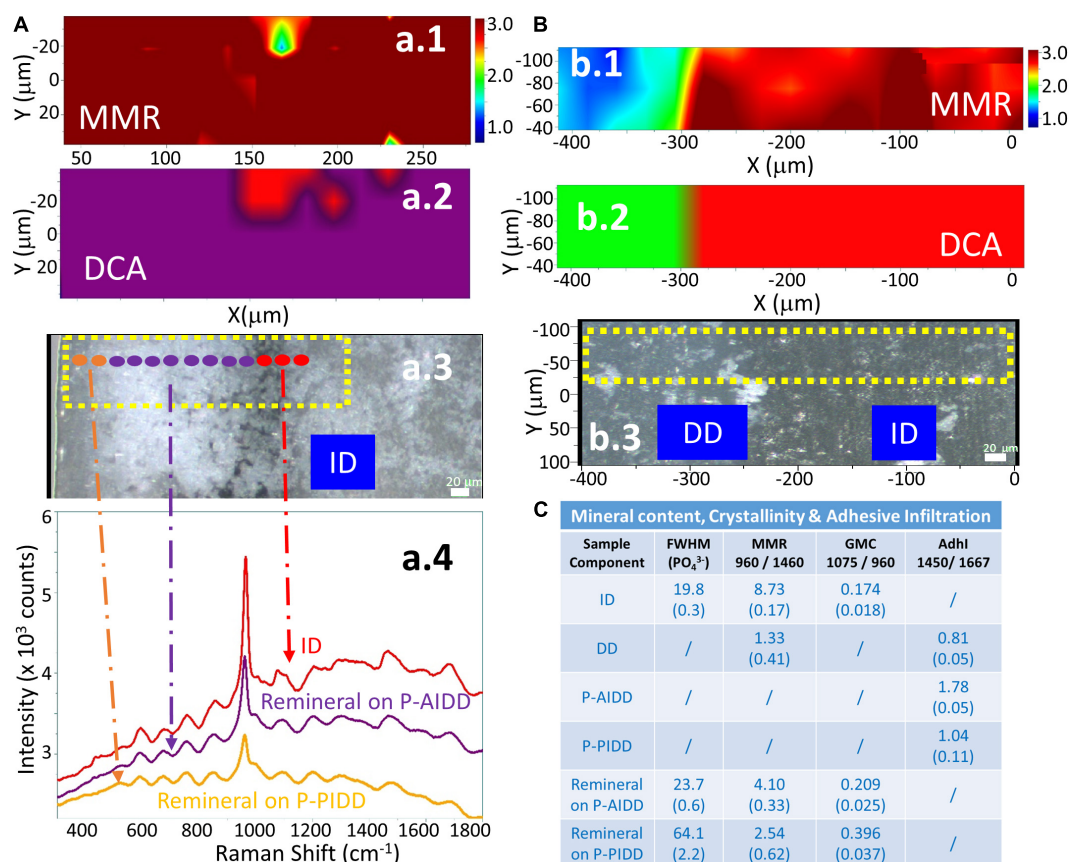 A
a.1
MMR
Y (μm)
-20
0
20
3.0
2.0
1.0
50
100
150
200
250
a.2
DCA
Y (μm)
-20
0
20
X(μm)
a.3
ID
20 μm
a.4
6
5
4
3
Intensity (x 10³ counts)
ID
Remineral on P-AIDD
Remineral on P-PIDD
400
600
800
1000
1200
1400
1600
1800
Raman Shift (cm⁻¹)
B
b.1
MMR
Y (μm)
-100
-80
-60
-40
3.0
2.0
1.0
-400
-300
-200
-100
0
X (μm)
b.2
DCA
Y (μm)
-100
-80
-60
-40
-400
-300
-200
-100
0
X (μm)
Y (μm)
-100
-50
0
50
100
b.3
DD
ID
20 μm
-400
-300
-200
-100
0
C
Mineral content, Crystallinity & Adhesive Infiltration
Sample Component FWHM (PO₄³⁻) MMR 960 / 1460 GMC 1075 / 960 AdhI 1450/ 1667
ID 19.8 (0.3) 8.73 (0.17) 0.174 (0.018) /
DD / 1.33 (0.41) / 0.81 (0.05)
P-AIDD / / / 1.78 (0.05)
P-PIDD / / / 1.04 (0.11)
Remineral on P-AIDD 23.7 (0.6) 4.10 (0.33) 0.209 (0.025) /
Remineral on P-PIDD 64.1 (2.2) 2.54 (0.62) 0.396 (0.037) /